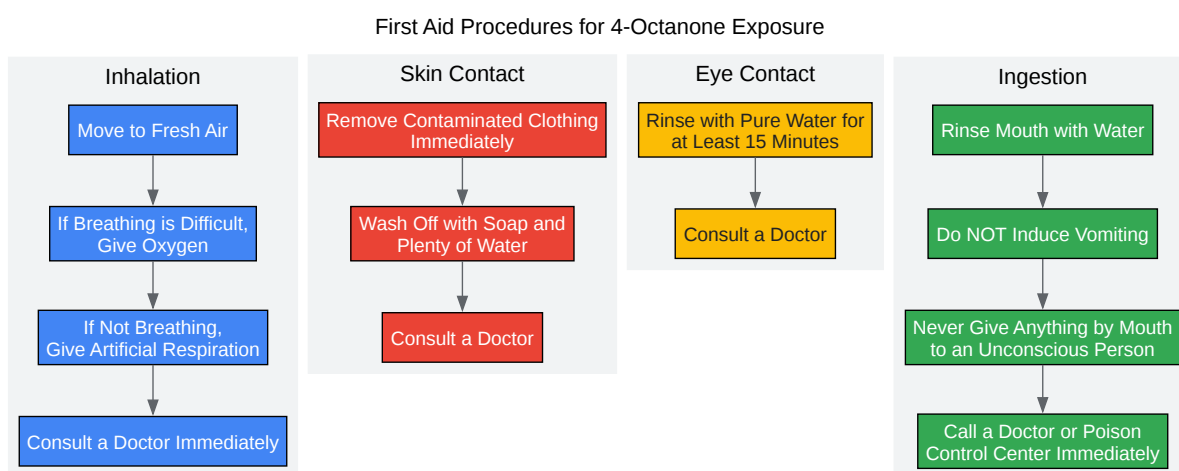 First Aid Procedures for 4-Octanone Exposure
Inhalation
Move to Fresh Air
If Breathing is Difficult,
Give Oxygen
If Not Breathing,
Give Artificial Respiration
Consult a Doctor Immediately
Skin Contact
Remove Contaminated Clothing
Immediately
Wash Off with Soap and
Plenty of Water
Consult a Doctor
Eye Contact
Rinse with Pure Water for
at Least 15 Minutes
Consult a Doctor
Ingestion
Rinse Mouth with Water
Do NOT Induce Vomiting
Never Give Anything by Mouth
to an Unconscious Person
Call a Doctor or Poison
Control Center Immediately